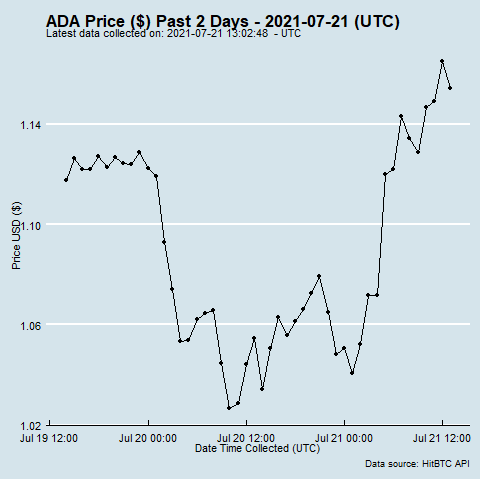 ADA Price ($) Past 2 Days - 2021-07-21 (UTC)
Latest data collected on: 2021-07-21 13:02:48 - UTC
1.14
1.10
1.06
1.02
Price USD ($)
Jul 19 12:00 Jul 20 00:00 Jul 20 12:00 Jul 21 00:00 Jul 21 12:00
Date Time Collected (UTC)
Data source: HitBTC API